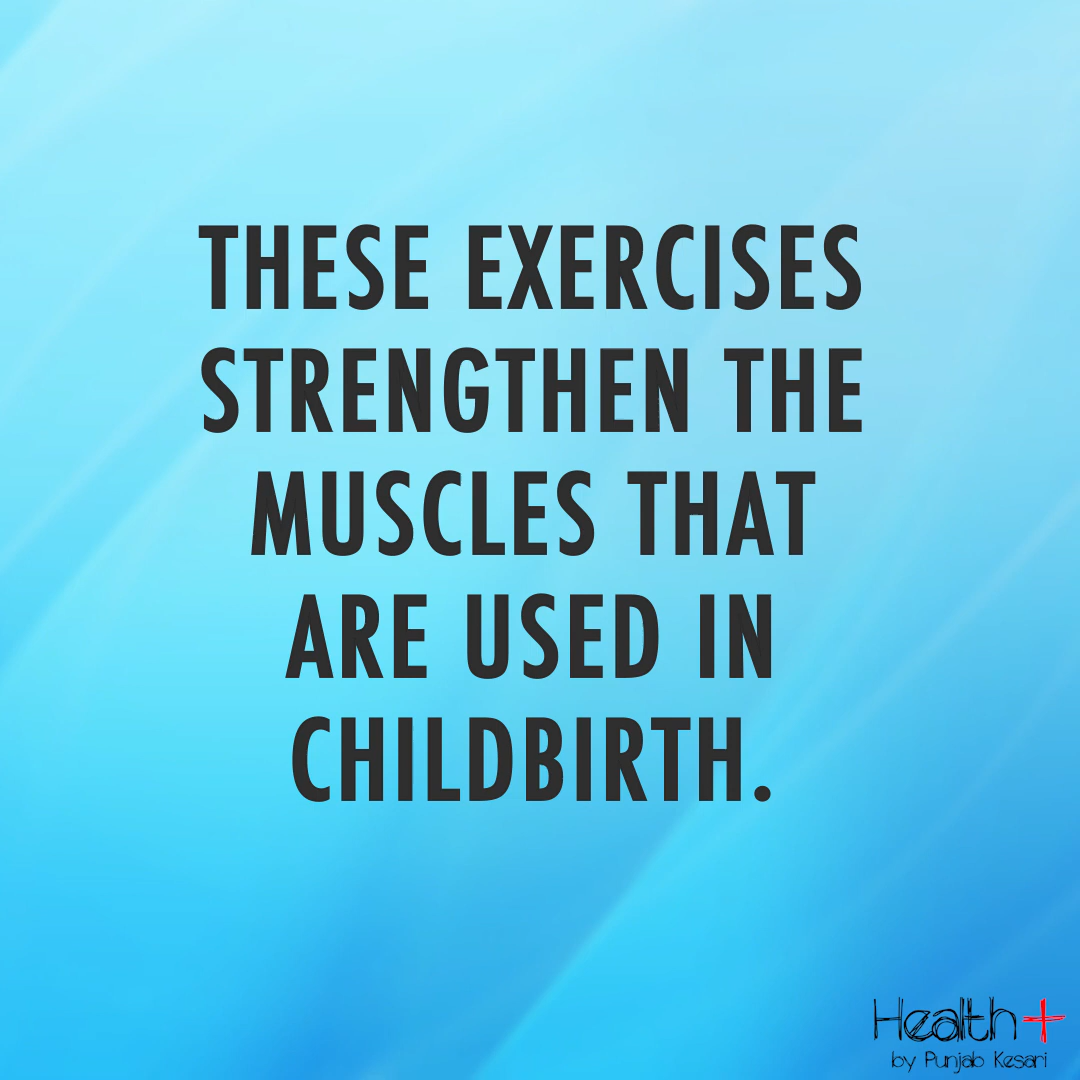 THESE EXERCISES
STRENGTHEN THE
MUSCLES THAT
ARE USED IN
CHILDBIRTH.
Health+
by Punjab Kesari